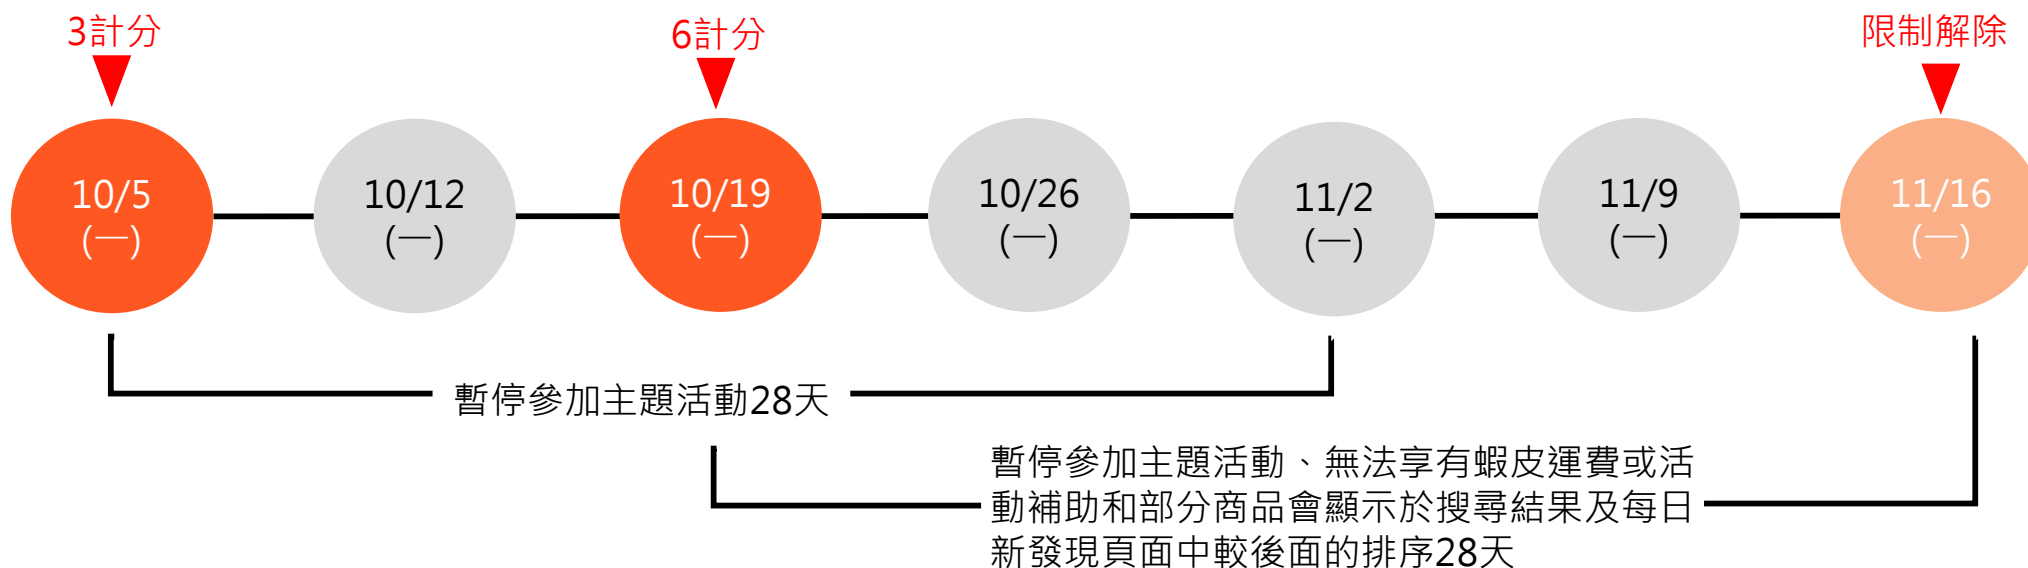 3計分
6計分
限制解除
10/5
(一)
10/12
(一)
10/19
(一)
10/26
(一)
11/2
(一)
11/9
(一)
11/16
(一)
暫停參加主題活動28天
暫停參加主題活動、無法享有蝦皮運費或活
動補助和部分商品會顯示於搜尋結果及每日
新發現頁面中較後面的排序28天